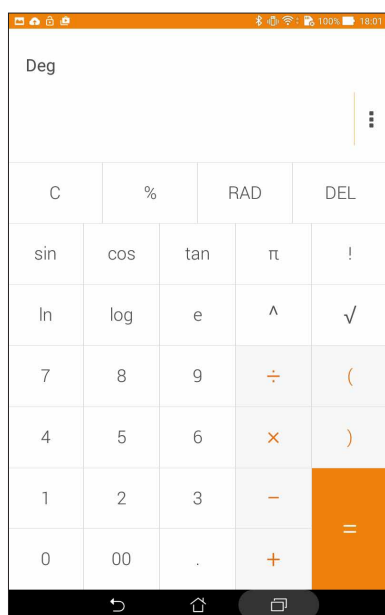 100% 18:01
Deg
C % RAD DEL
sin cos tan π !
ln log e ^ √
7 8 9 ÷ (
4 5 6 × )
1 2 3 −
=
0 00 . +